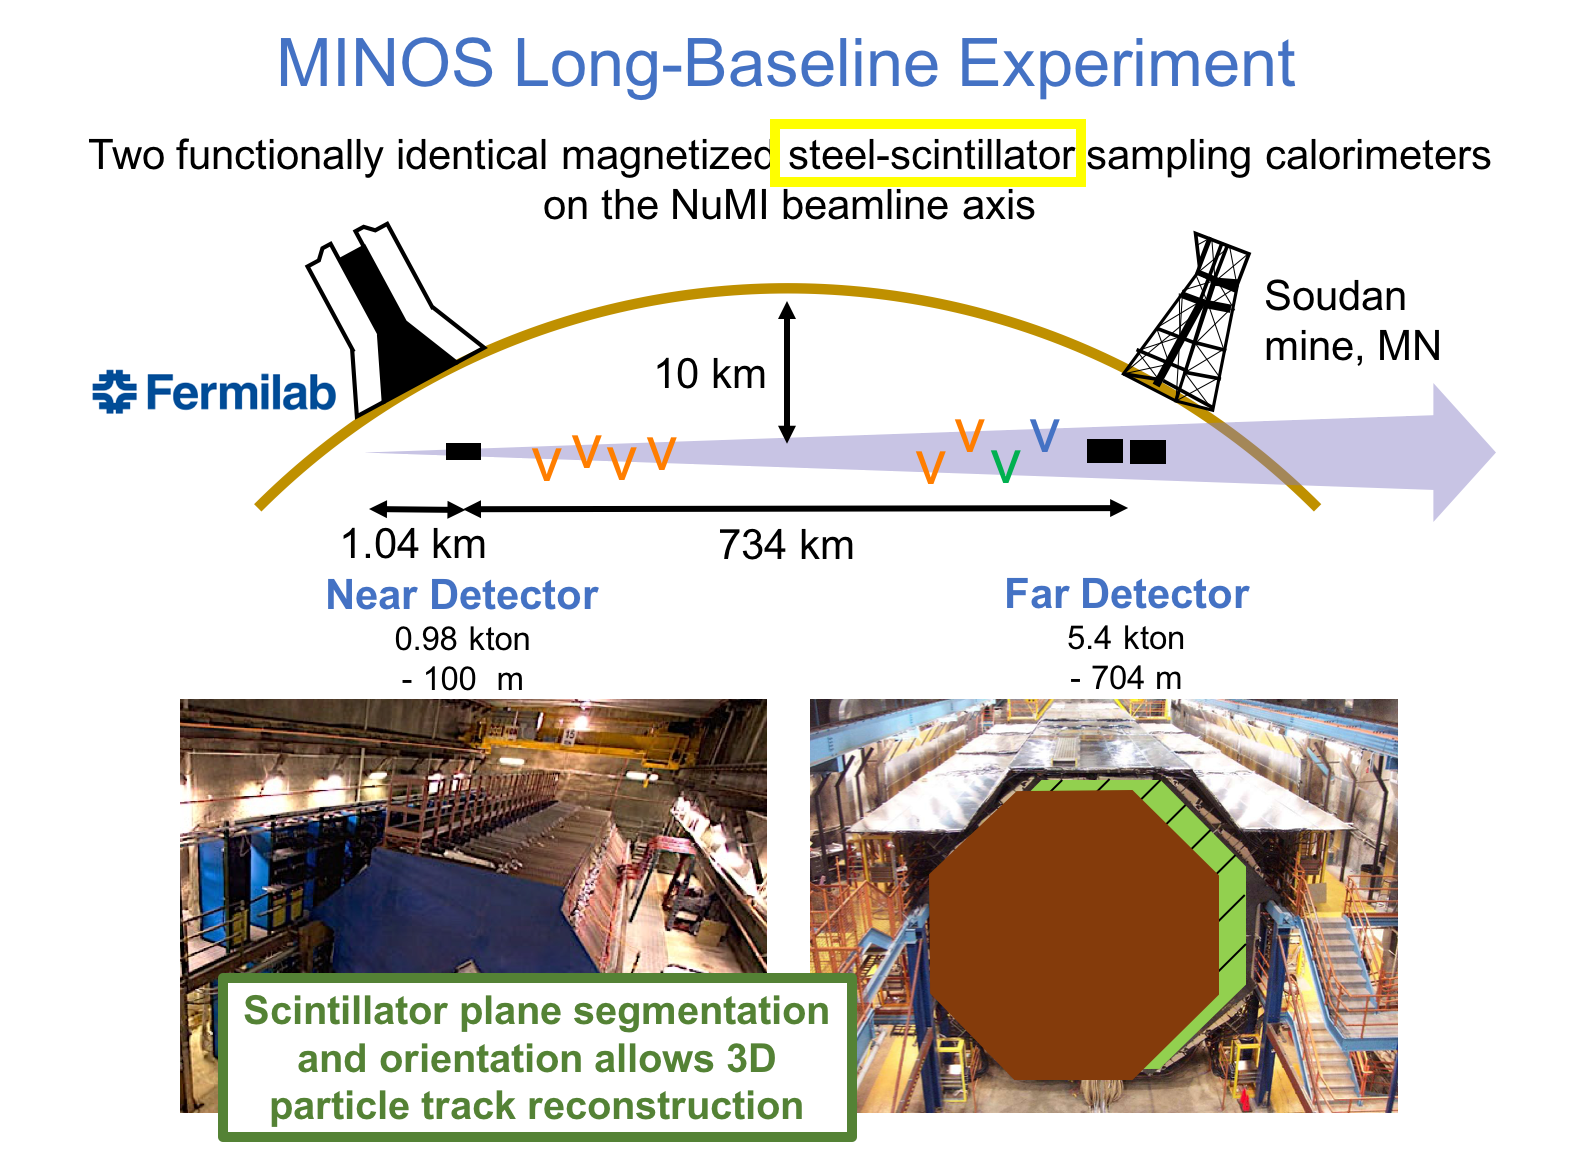 MINOS Long-Baseline Experiment
Two functionally identical magnetized steel-scintillator sampling calorimeters
on the NuMI beamline axis
Soudan
mine, MN
10 km
Fermilab
ν ν ν ν ν ν ν ν
1.04 km
734 km
Near Detector
0.98 kton
- 100 m
Far Detector
5.4 kton
- 704 m
15
Scintillator plane segmentation
and orientation allows 3D
particle track reconstruction